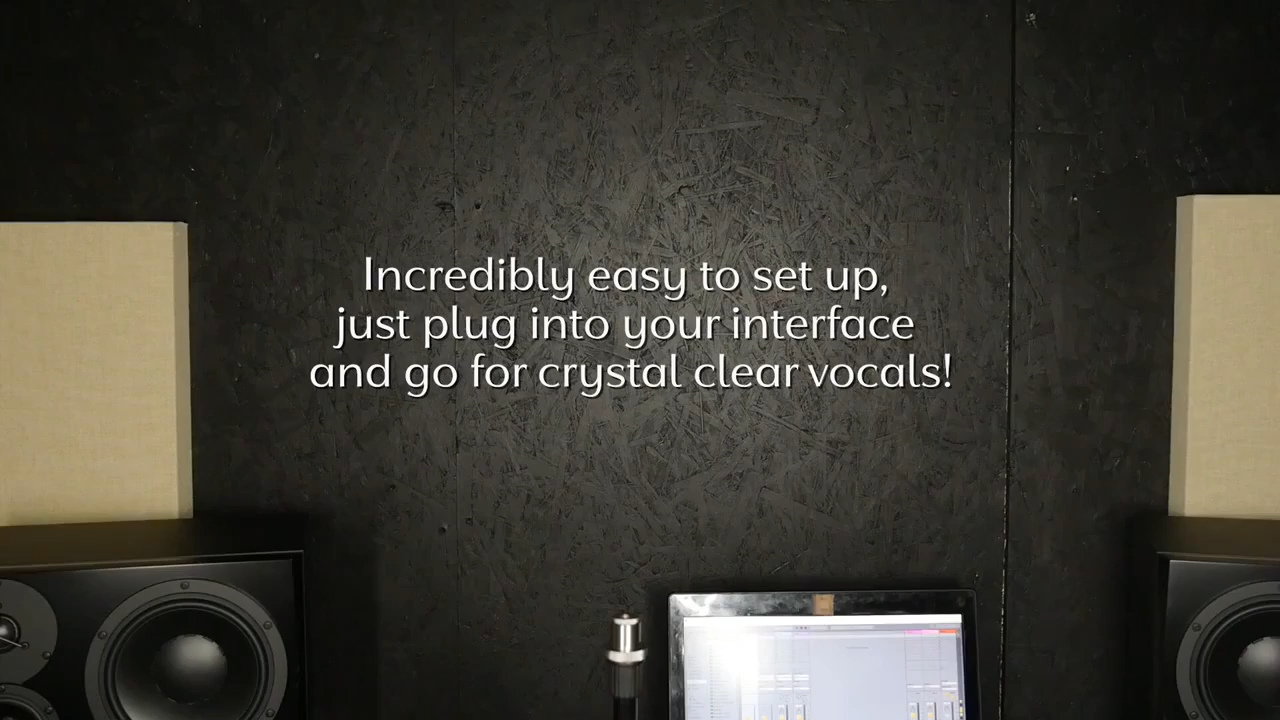 Incredibly easy to set up,
just plug into your interface
and go for crystal clear vocals!